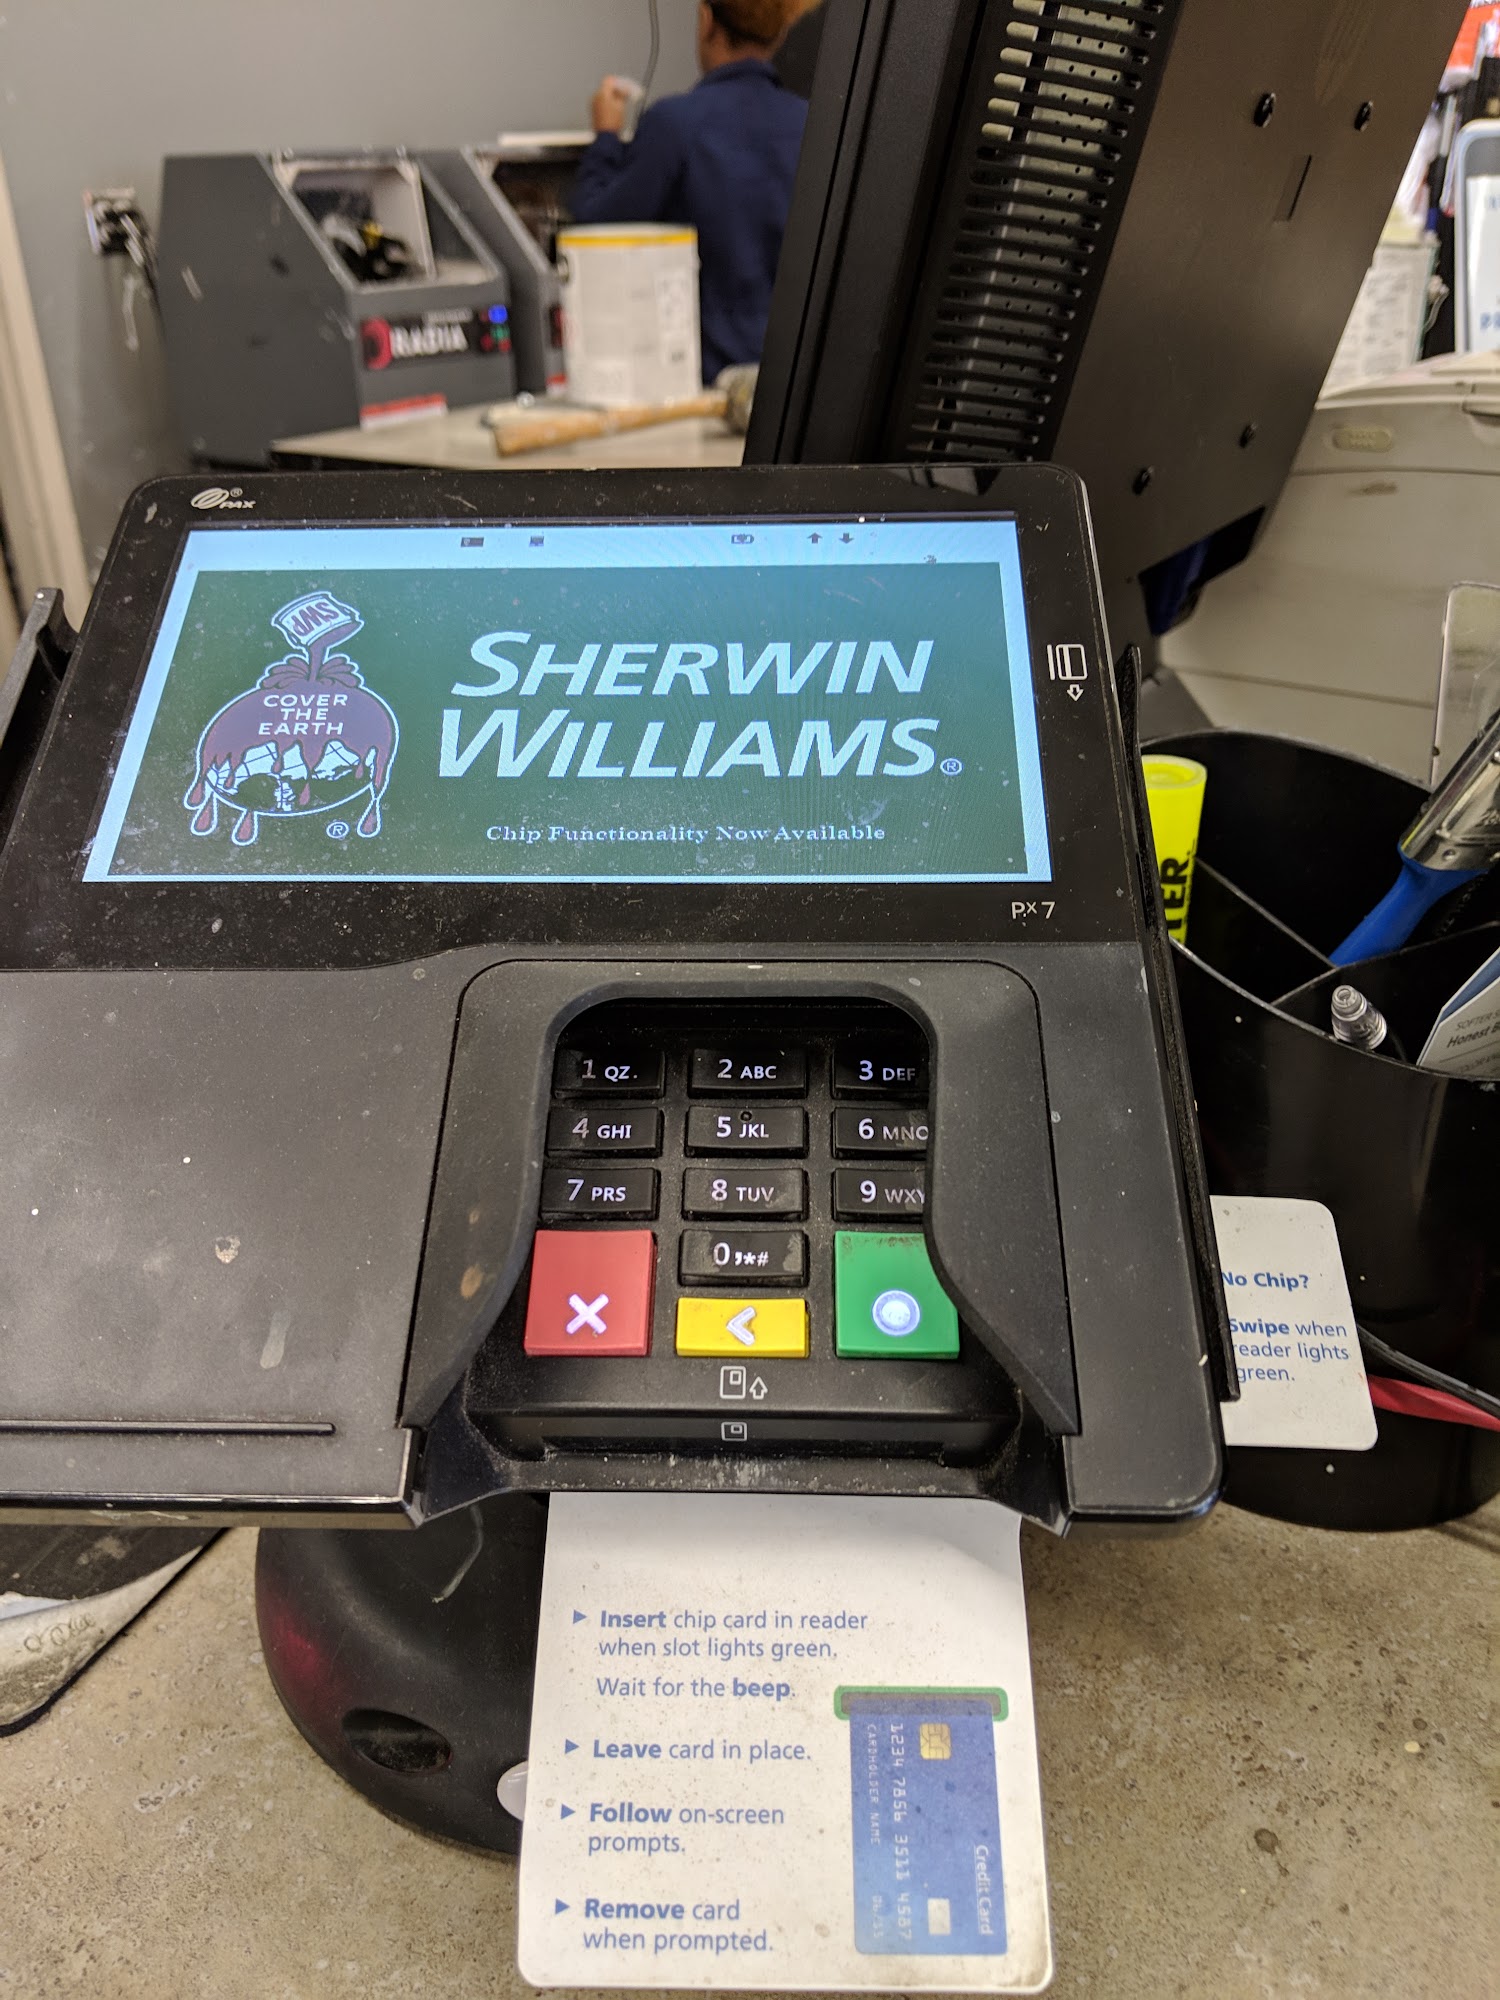 RADIA
PAX
SWP
COVER
THE
EARTH
®
SHERWIN
WILLIAMS®
Chip Functionality Now Available
Px7
TER
1 QZ.
2 ABC
3 DEF
4 GHI
5 JKL
6 MNO
7 PRS
8 TUV
9 WXY
0,*#
No Chip?
Swipe when
reader lights
green.
Insert chip card in reader
when slot lights green.
Wait for the beep.
Leave card in place.
Follow on-screen
prompts.
Remove card
when prompted.
Credit Card
1234 7856 3511 4587
CARDHOLDER NAME